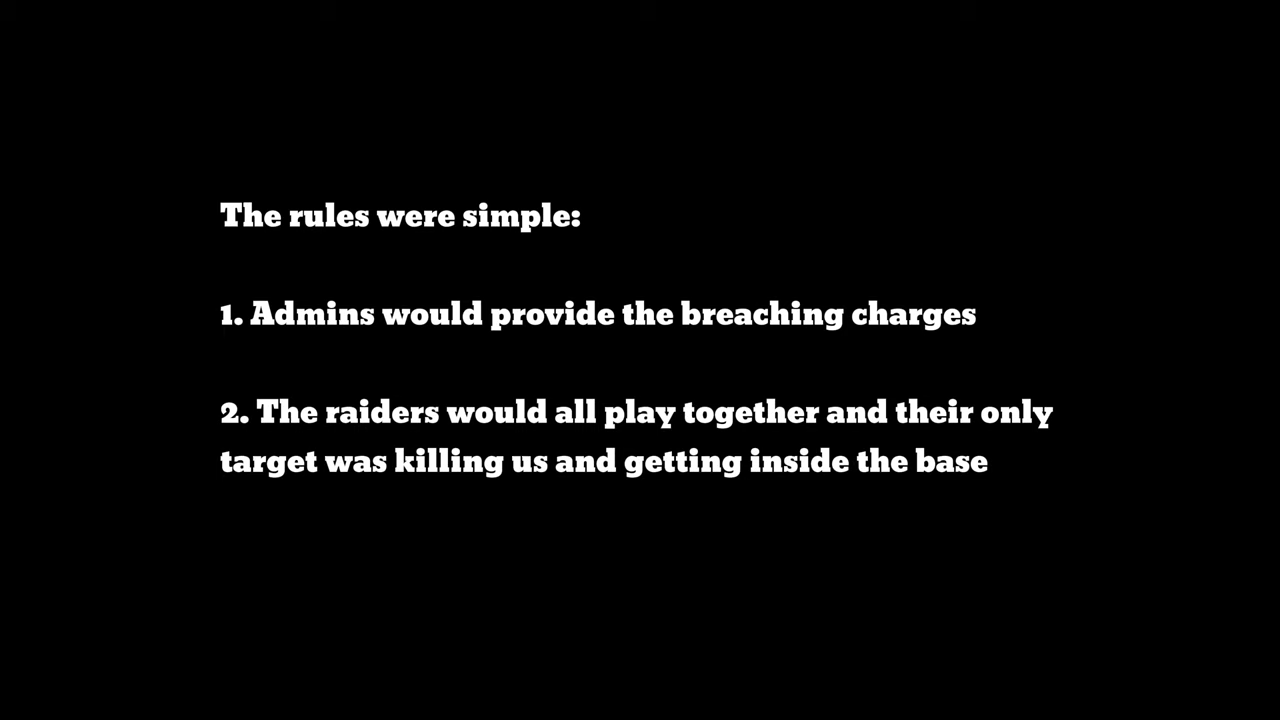 The rules were simple:
1. Admins would provide the breaching charges
2. The raiders would all play together and their only
target was killing us and getting inside the base